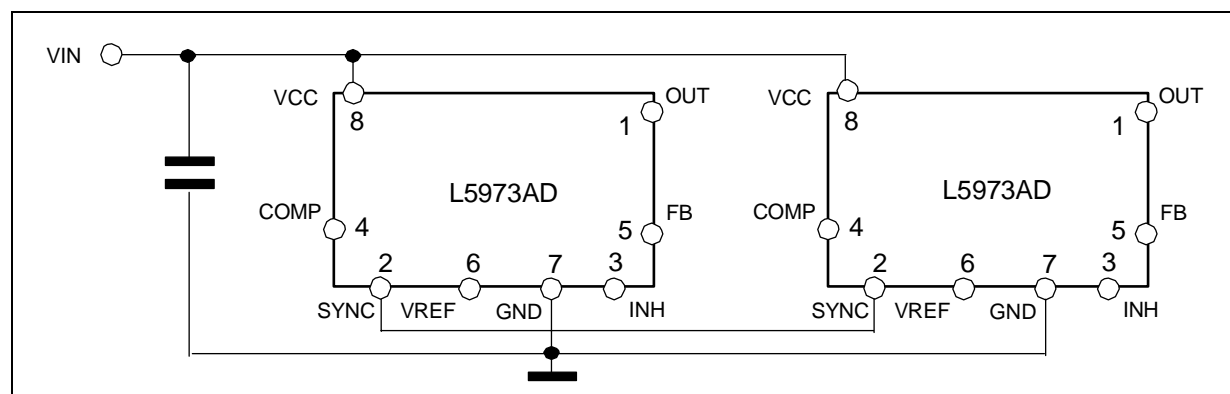 VIN
VCC
8
OUT
1
L5973AD
COMP
4
FB
5
2
6
7
3
SYNC
VREF
GND
INH
VCC
8
OUT
1
L5973AD
COMP
4
FB
5
2
6
7
3
SYNC
VREF
GND
INH